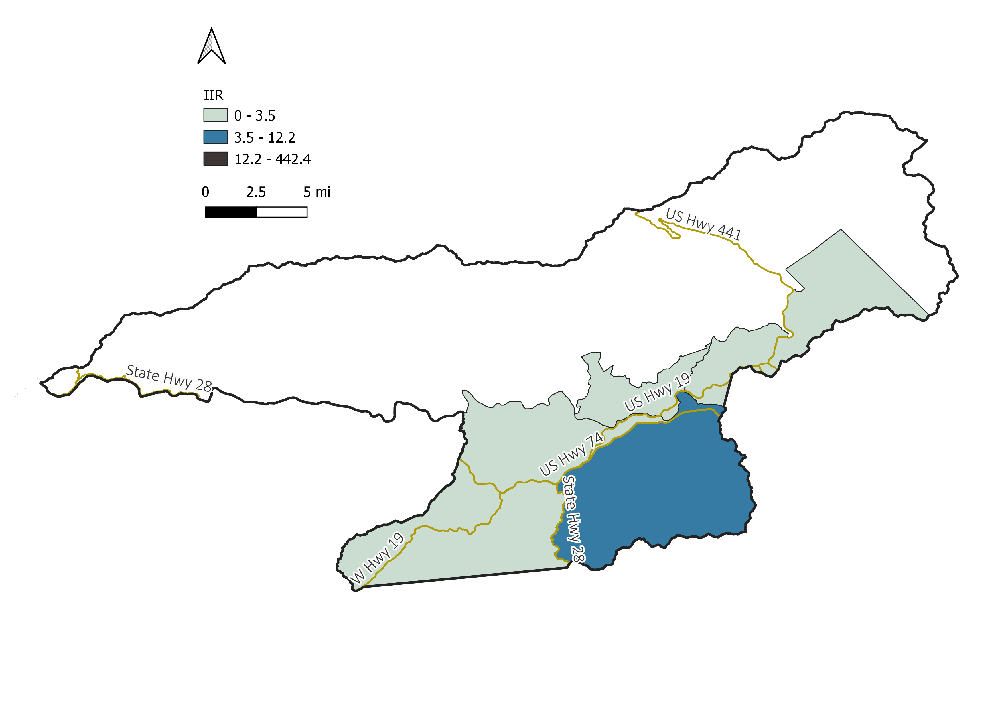 IIR
0 - 3.5
3.5 - 12.2
12.2 - 442.4
0 2.5 5 mi
US Hwy 441
State Hwy 28
US Hwy 19
US Hwy 74
State Hwy 28
W Hwy 19